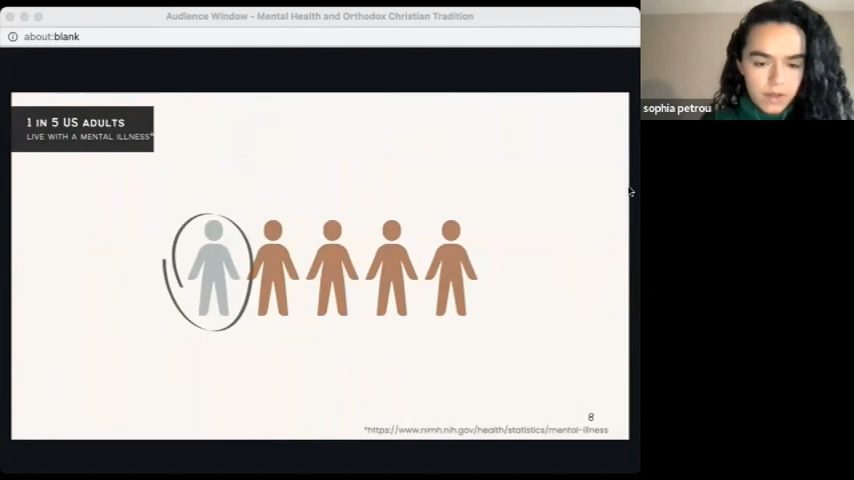 Audience Window - Mental Health and Orthodox Christian Tradition
about:blank
1 IN 5 US ADULTS
LIVE WITH A MENTAL ILLNESS*
8
*https://www.nimh.nih.gov/health/statistics/mental-illness
sophia petrou